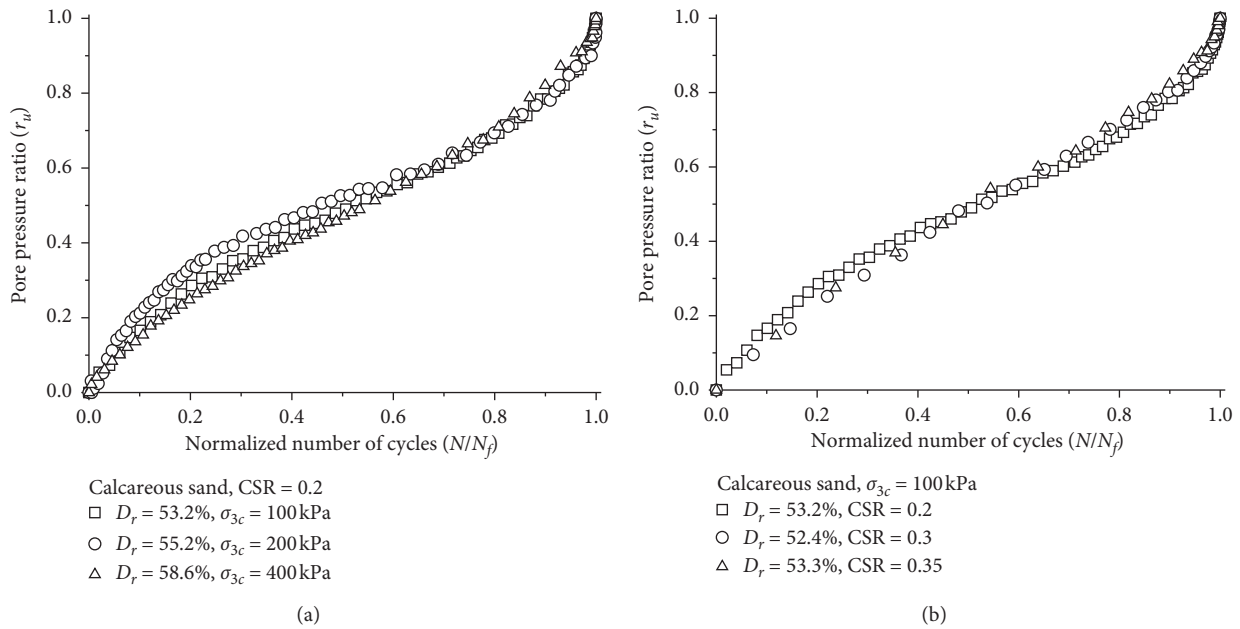 Pore pressure ratio (r_u)
1.0
0.8
0.6
0.4
0.2
0.0
0.0 0.2 0.4 0.6 0.8 1.0
Normalized number of cycles (N/N_f)
Calcareous sand, CSR = 0.2
D_r = 53.2%, σ_3c = 100 kPa
D_r = 55.2%, σ_3c = 200 kPa
D_r = 58.6%, σ_3c = 400 kPa
(a)
Pore pressure ratio (r_u)
1.0
0.8
0.6
0.4
0.2
0.0
0.0 0.2 0.4 0.6 0.8 1.0
Normalized number of cycles (N/N_f)
Calcareous sand, σ_3c = 100 kPa
D_r = 53.2%, CSR = 0.2
D_r = 52.4%, CSR = 0.3
D_r = 53.3%, CSR = 0.35
(b)